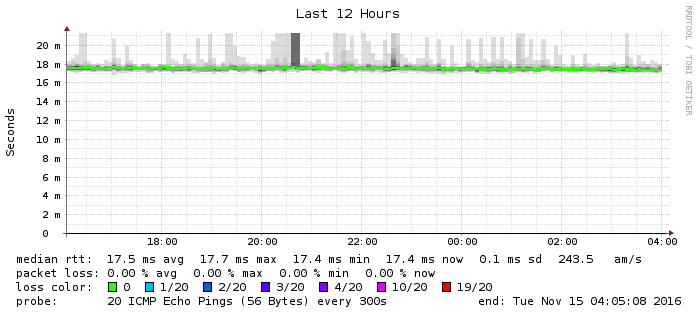 Last 12 Hours
RRDTOOL / TOBI OETIKER
Seconds
20 m
18 m
16 m
14 m
12 m
10 m
8 m
6 m
4 m
2 m
0
18:00 20:00 22:00 00:00 02:00 04:00
median rtt: 17.5 ms avg 17.7 ms max 17.4 ms min 17.4 ms now 0.1 ms sd 243.5 am/s
packet loss: 0.00 % avg 0.00 % max 0.00 % min 0.00 % now
loss color: 0 1/20 2/20 3/20 4/20 10/20 19/20
probe: 20 ICMP Echo Pings (56 Bytes) every 300s end: Tue Nov 15 04:05:08 2016